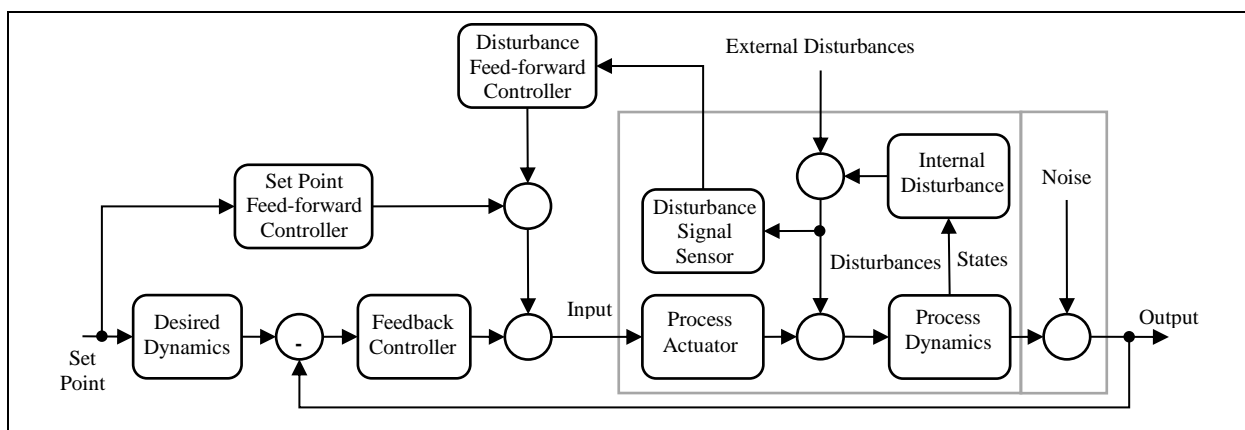 Disturbance
Feed-forward
Controller
External Disturbances
Set Point
Feed-forward
Controller
Disturbance
Signal
Sensor
Internal
Disturbance
Noise
Disturbances
States
Set
Point
Desired
Dynamics
-
Feedback
Controller
Input
Process
Actuator
Process
Dynamics
Output